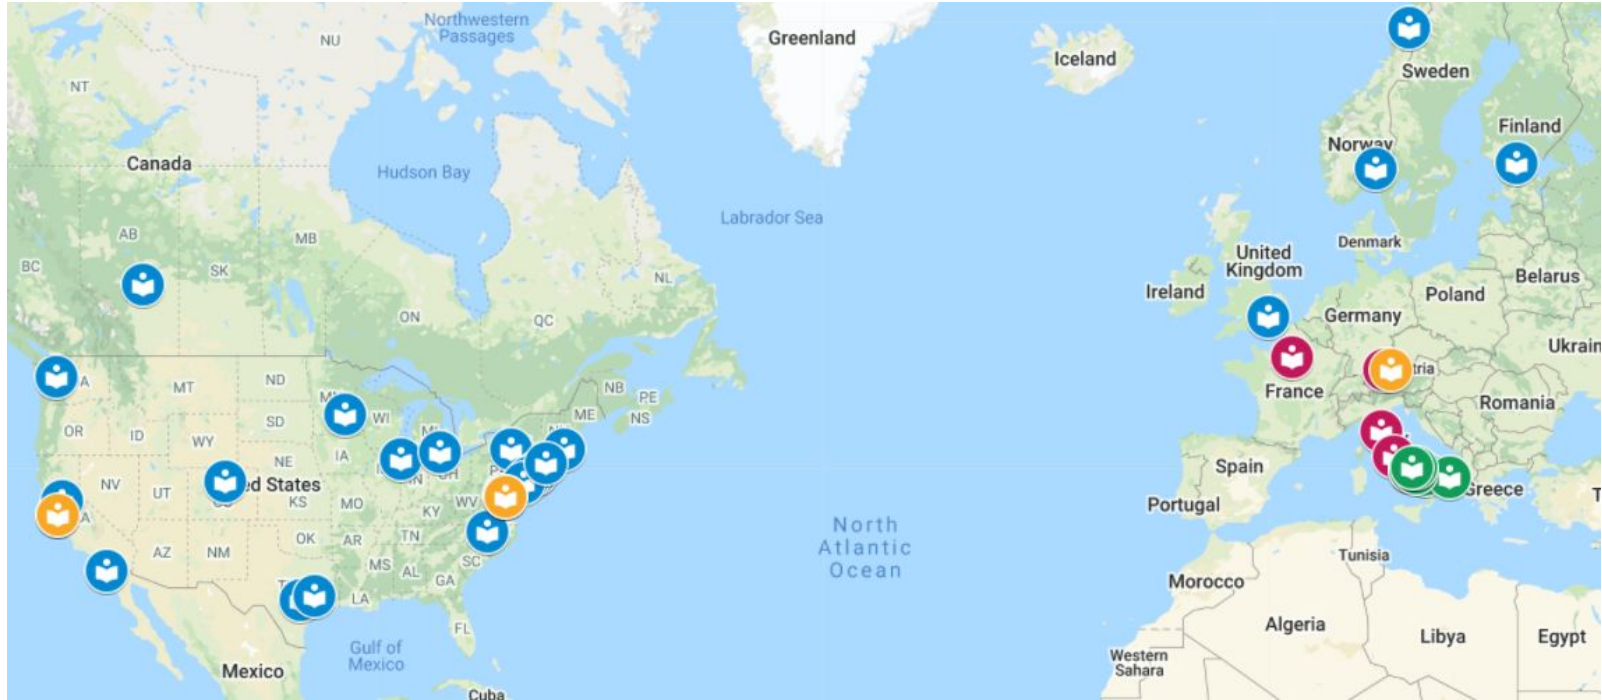 Northwestern
Passages
NU
Greenland
Iceland
Sweden
NT
Finland
Norway
Canada
Hudson Bay
Labrador Sea
AB
MB
BC
SK
NL
Denmark
United
Kingdom
Belarus
Ireland
Poland
ON
QC
Germany
Ukrain
A
MT
ND
NB
PE
tria
France
ME
NS
Romania
OR
ID
SD
WI
WY
IA
NE
OH
Spain
NV
UT
ed States
KS
MO
WV
KY
Greece
Portugal
North
Atlantic
Ocean
A
AZ
NM
OK
AR
TN
SC
MS
AL
GA
Tunisia
Morocco
LA
FL
Algeria
Libya
Egypt
Gulf of
Mexico
Mexico
Western
Sahara
Cuba